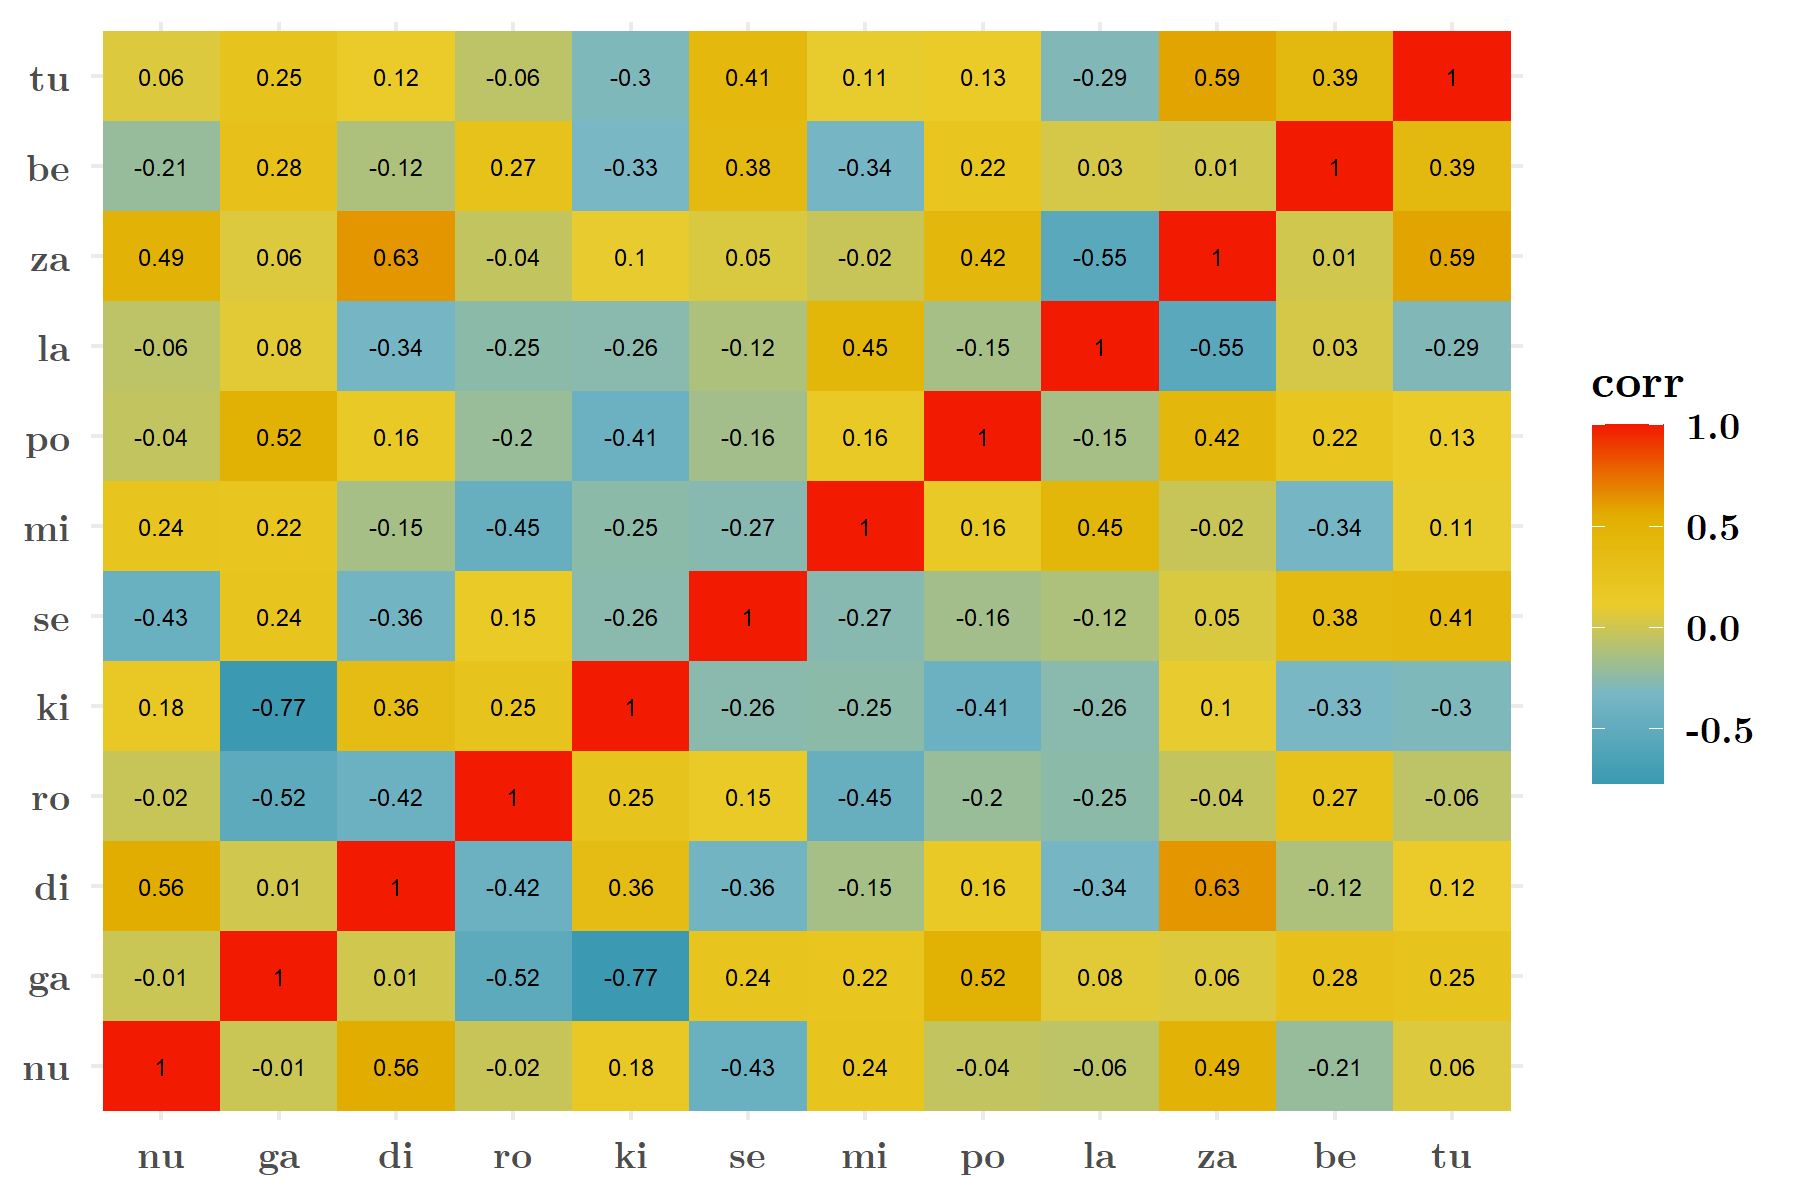 tu 0.06 0.25 0.12 -0.06 -0.3 0.41 0.11 0.13 -0.29 0.59 0.39 1
be -0.21 0.28 -0.12 0.27 -0.33 0.38 -0.34 0.22 0.03 0.01 1 0.39
za 0.49 0.06 0.63 -0.04 0.1 0.05 -0.02 0.42 -0.55 1 0.01 0.59
la -0.06 0.08 -0.34 -0.25 -0.26 -0.12 0.45 -0.15 1 -0.55 0.03 -0.29
po -0.04 0.52 0.16 -0.2 -0.41 -0.16 0.16 1 -0.15 0.42 0.22 0.13
mi 0.24 0.22 -0.15 -0.45 -0.25 -0.27 1 0.16 0.45 -0.02 -0.34 0.11
se -0.43 0.24 -0.36 0.15 -0.26 1 -0.27 -0.16 -0.12 0.05 0.38 0.41
ki 0.18 -0.77 0.36 0.25 1 -0.26 -0.25 -0.41 -0.26 0.1 -0.33 -0.3
ro -0.02 -0.52 -0.42 1 0.25 0.15 -0.45 -0.2 -0.25 -0.04 0.27 -0.06
di 0.56 0.01 1 -0.42 0.36 -0.36 -0.15 0.16 -0.34 0.63 -0.12 0.12
ga -0.01 1 0.01 -0.52 -0.77 0.24 0.22 0.52 0.08 0.06 0.28 0.25
nu 1 -0.01 0.56 -0.02 0.18 -0.43 0.24 -0.04 -0.06 0.49 -0.21 0.06
nu ga di ro ki se mi po la za be tu
corr
1.0
0.5
0.0
-0.5